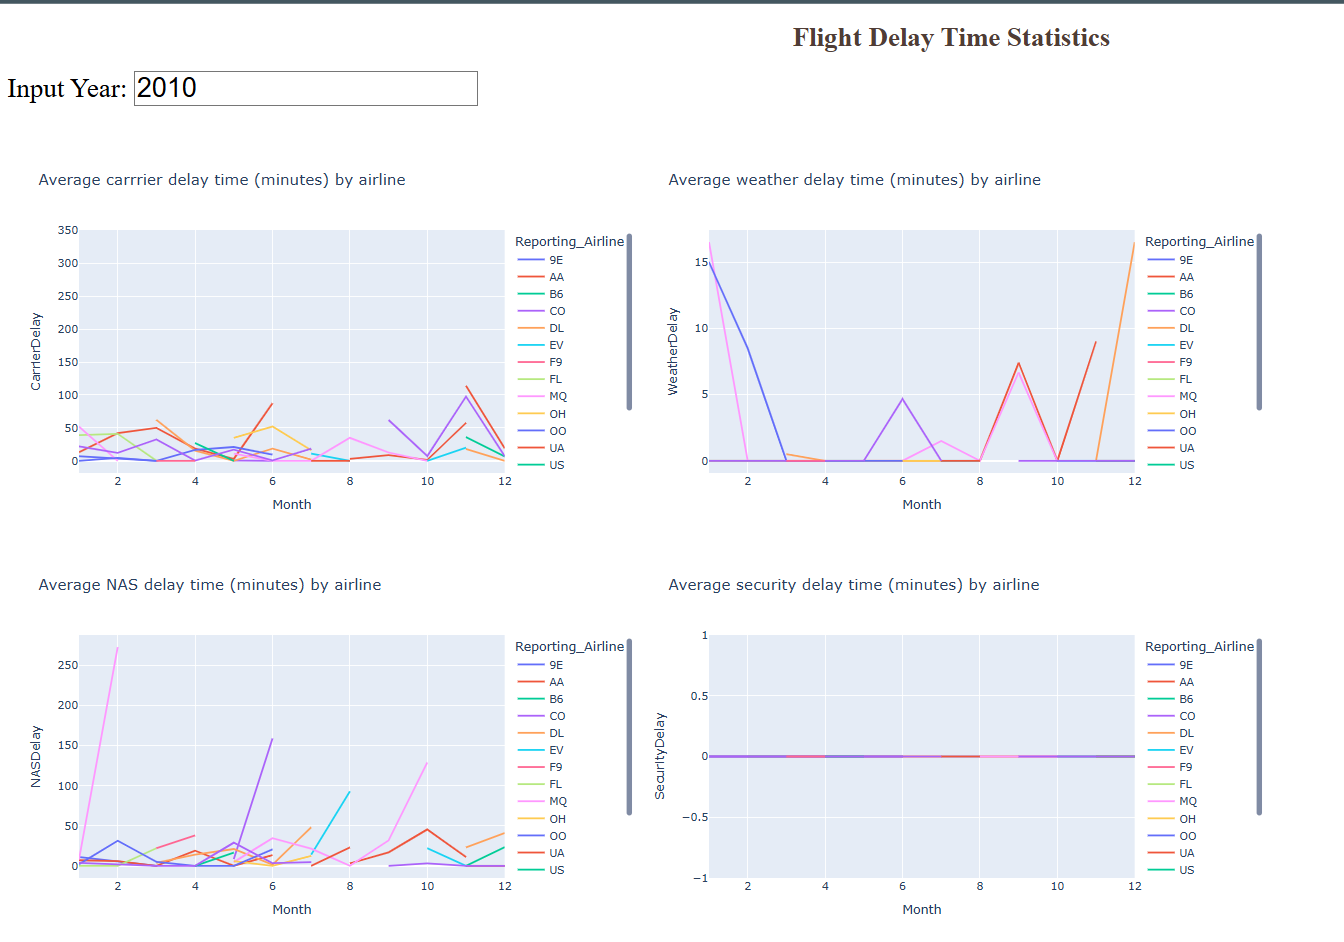 Flight Delay Time Statistics
Input Year: 2010
Average carrrier delay time (minutes) by airline
350
300
250
200
150
100
50
0
CarrierDelay
2 4 6 8 10 12
Month
Reporting_Airline
9E
AA
B6
CO
DL
EV
F9
FL
MQ
OH
OO
UA
US
Average weather delay time (minutes) by airline
15
10
5
0
WeatherDelay
2 4 6 8 10 12
Month
Reporting_Airline
9E
AA
B6
CO
DL
EV
F9
FL
MQ
OH
OO
UA
US
Average NAS delay time (minutes) by airline
250
200
150
100
50
0
NASDelay
2 4 6 8 10 12
Month
Reporting_Airline
9E
AA
B6
CO
DL
EV
F9
FL
MQ
OH
OO
UA
US
Average security delay time (minutes) by airline
1
0.5
0
−0.5
−1
SecurityDelay
2 4 6 8 10 12
Month
Reporting_Airline
9E
AA
B6
CO
DL
EV
F9
FL
MQ
OH
OO
UA
US